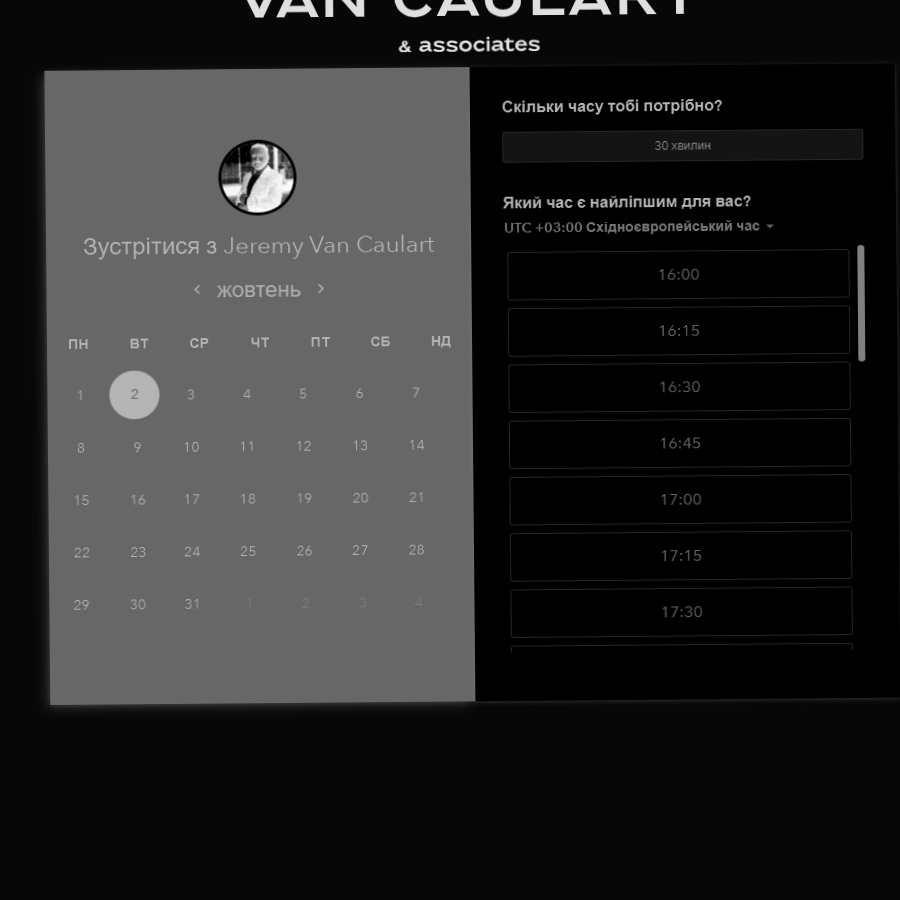 VAN CAULART
& associates
Зустрітися з Jeremy Van Caulart
‹ жовтень ›
ПН ВТ СР ЧТ ПТ СБ НД
1 2 3 4 5 6 7
8 9 10 11 12 13 14
15 16 17 18 19 20 21
22 23 24 25 26 27 28
29 30 31 1 2 3 4
Скільки часу тобі потрібно?
30 хвилин
Який час є найліпшим для вас?
UTC +03:00 Східноєвропейський час
16:00
16:15
16:30
16:45
17:00
17:15
17:30